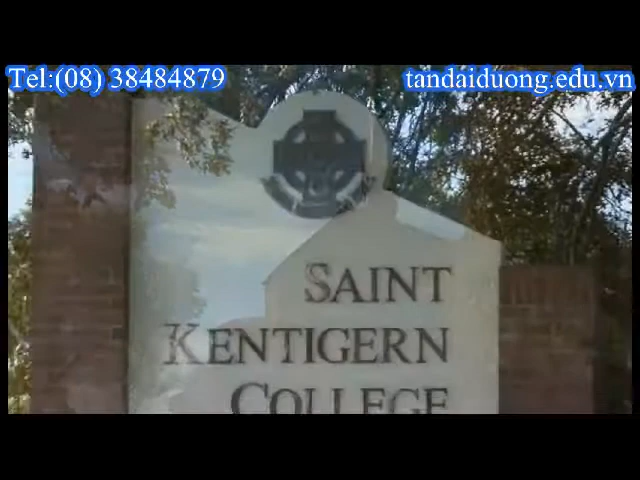 Tel:(08) 38484879
tandaiduong.edu.vn
SAINT
KENTIGERN
COLLEGE